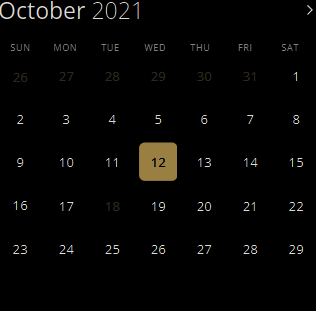 October 2021
SUN MON TUE WED THU FRI SAT
26 27 28 29 30 31 1
2 3 4 5 6 7 8
9 10 11 12 13 14 15
16 17 18 19 20 21 22
23 24 25 26 27 28 29